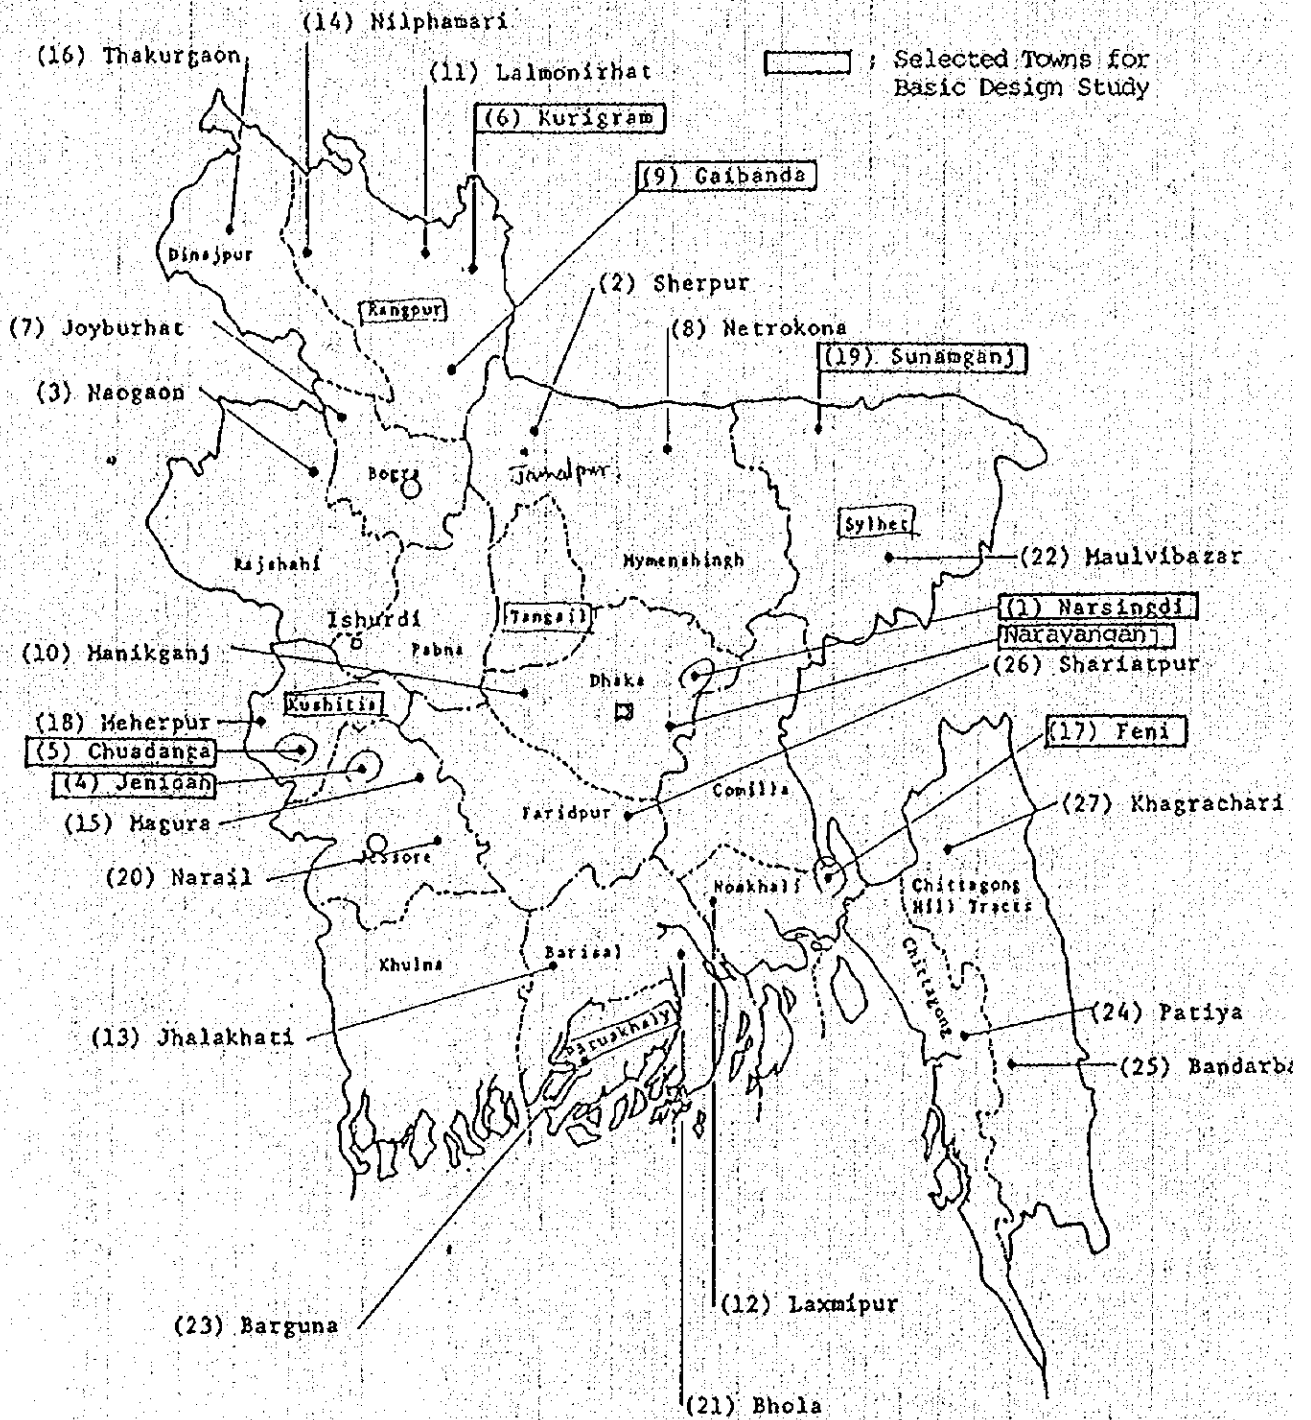 (14) Nilphamari
(16) Thakurgaon
; Selected Towns for
Basic Design Study
(11) Lalmonirhat
(6) Kurigram
(9) Gaibanda
Dinajpur
(2) Sherpur
Rangpur
(7) Joyburhat
(8) Netrokona
(19) Sunamganj
(3) Naogaon
Bogra
Jamalpur
Sylhet
Rajshahi
Mymenshingh
(22) Maulvibazar
(1) Narsingdi
Ishurdi
Tangail
Narayanganj
(10) Manikganj
Pabna
(26) Shariatpur
Dhaka
Kushitia
(18) Meherpur
(17) Feni
(5) Chuadanga
(4) Jenidah
Comilla
(27) Khagrachari
(15) Magura
Faridpur
Jessore
(20) Narail
Noakhali
Chittagong
Hill Tracts
Barisal
Khulna
Chittagong
(24) Patiya
(13) Jhalakhati
Patuakhaly
(25) Bandarba
(12) Laxmipur
(23) Barguna
(21) Bhola